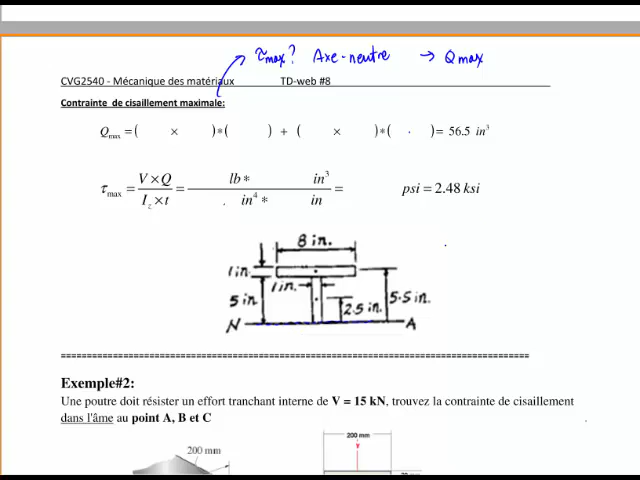 τmax? Axe-neutre → Qmax
CVG2540 - Mécanique des matériaux TD-web #8
Contrainte de cisaillement maximale:
Qmax = ( × )*( ) + ( × )*( . ) = 56.5 in³
τmax = V × Q / Iz × t = lb* in³ / in⁴ * in = psi = 2.48 ksi
8 in.
1 in.
1 in.
5 in
2.5 in.
5.5 in.
N A
================================================
Exemple#2:
Une poutre doit résister un effort tranchant interne de V = 15 kN, trouvez la contrainte de cisaillement
dans l'âme au point A, B et C
200 mm
200 mm
V